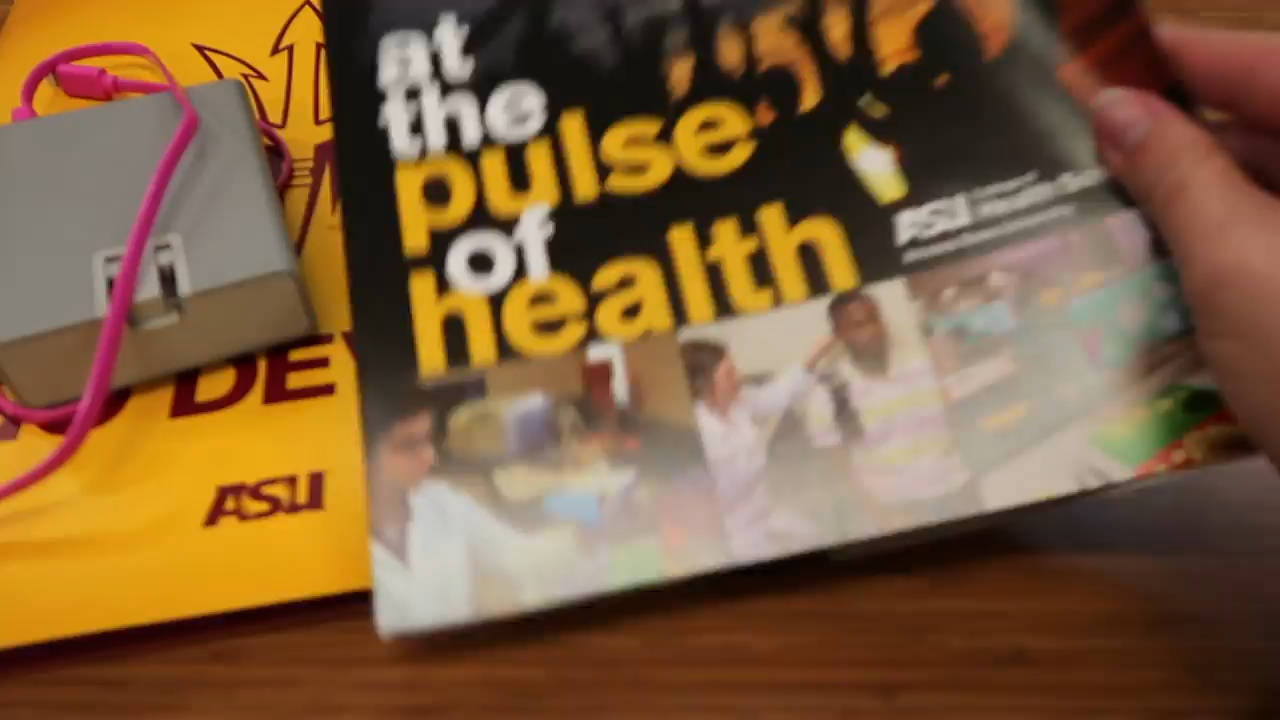 at
the
pulse
of
health
ASU
DE
ASU